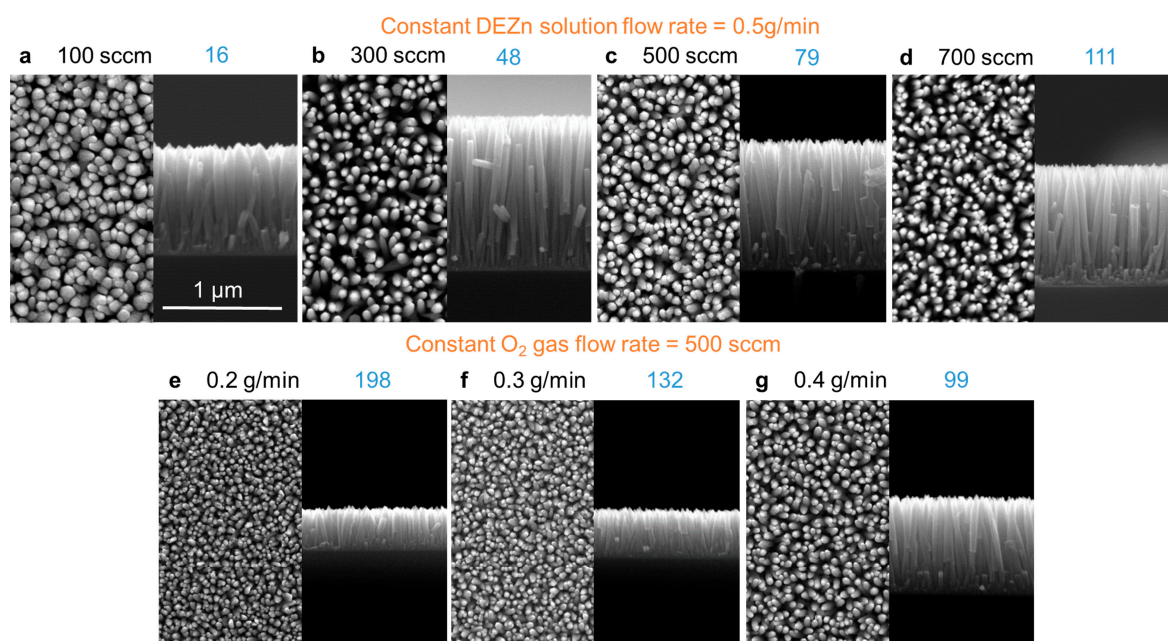 Constant DEZn solution flow rate = 0.5g/min
a 100 sccm 16 b 300 sccm 48 c 500 sccm 79 d 700 sccm 111
1 μm
Constant O₂ gas flow rate = 500 sccm
e 0.2 g/min 198 f 0.3 g/min 132 g 0.4 g/min 99